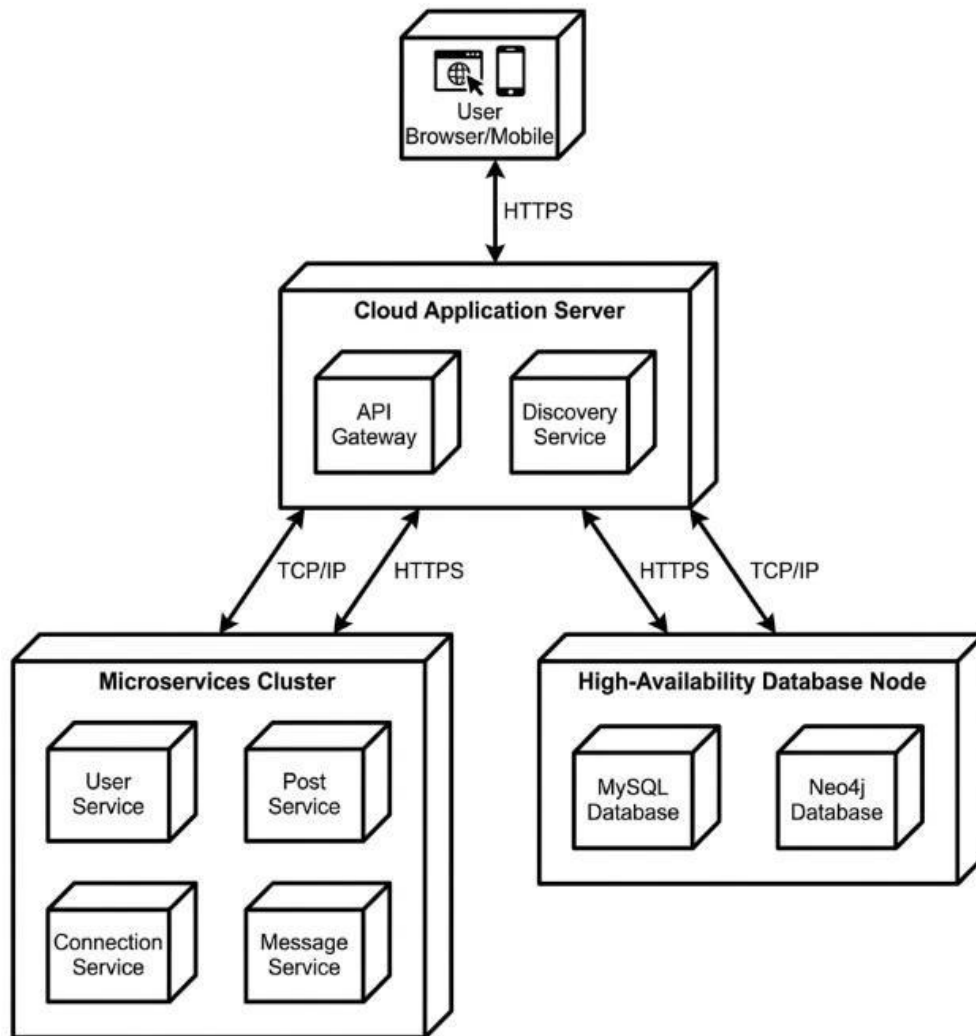 User
Browser/Mobile
HTTPS
Cloud Application Server
API
Gateway
Discovery
Service
TCP/IP
HTTPS
HTTPS
TCP/IP
Microservices Cluster
User
Service
Post
Service
Connection
Service
Message
Service
High-Availability Database Node
MySQL
Database
Neo4j
Database